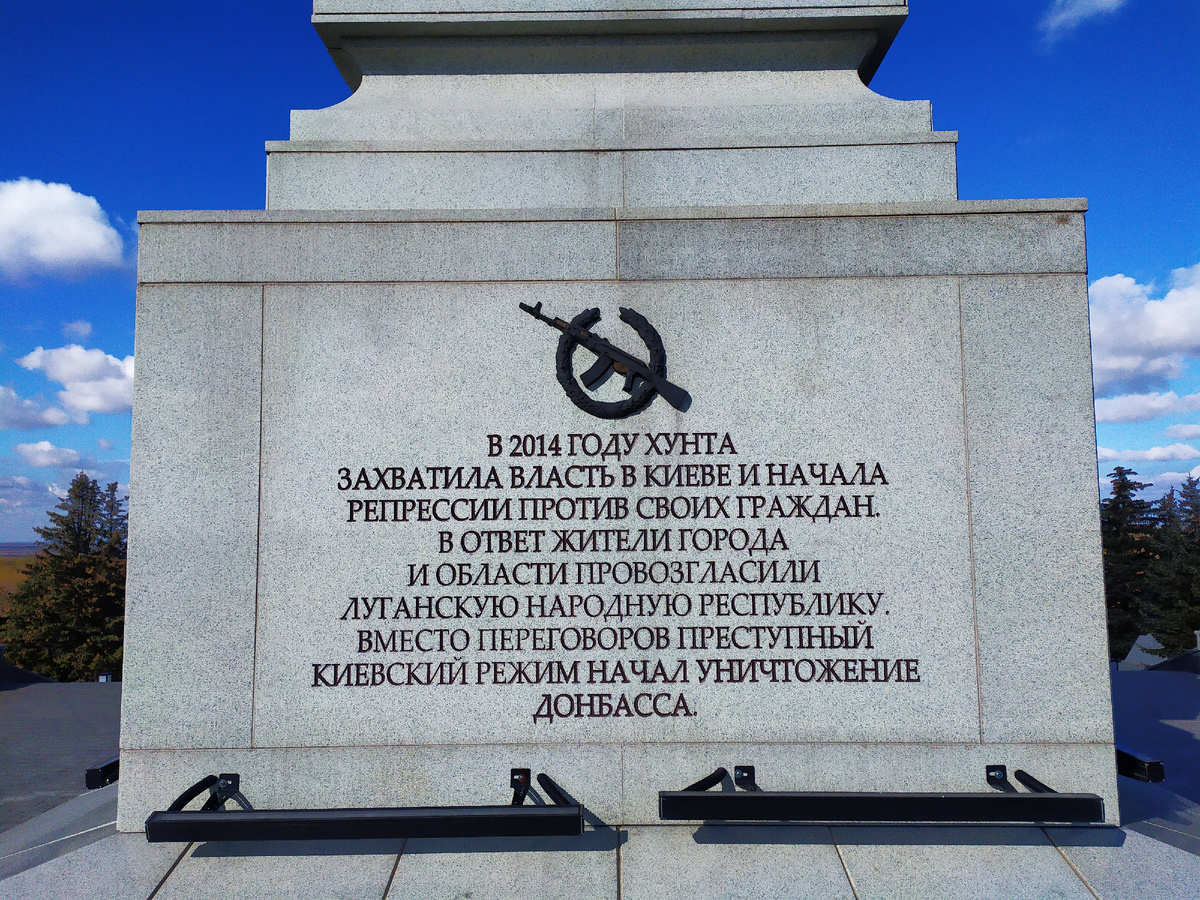 В 2014 ГОДУ ХУНТА
ЗАХВАТИЛА ВЛАСТЬ В КИЕВЕ И НАЧАЛА
РЕПРЕССИИ ПРОТИВ СВОИХ ГРАЖДАН.
В ОТВЕТ ЖИТЕЛИ ГОРОДА
И ОБЛАСТИ ПРОВОЗГЛАСИЛИ
ЛУГАНСКУЮ НАРОДНУЮ РЕСПУБЛИКУ.
ВМЕСТО ПЕРЕГОВОРОВ ПРЕСТУПНЫЙ
КИЕВСКИЙ РЕЖИМ НАЧАЛ УНИЧТОЖЕНИЕ
ДОНБАССА.